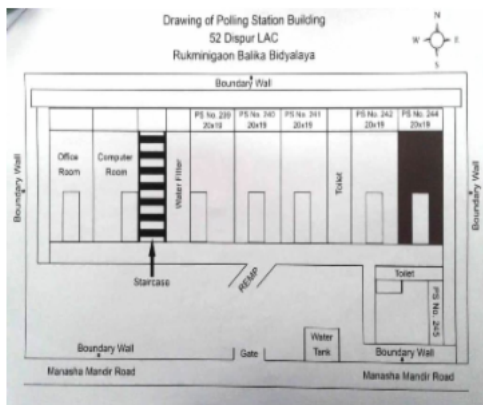 Drawing of Polling Station Building
52 Dispur LAC
Rukminigaon Balika Bidyalaya
N
W E
S
Boundary Wall
PS No. 239
20x19
PS No. 240
20x19
PS No. 241
20x19
PS No. 242
20x19
PS No. 244
20x19
Office
Room
Computer
Room
Water Filter
Toilet
Boundary Wall
Boundary Wall
Staircase
REMP
Toilet
PS No. 245
Water
Tank
Boundary Wall
Gate
Boundary Wall
Manasha Mandir Road
Manasha Mandir Road